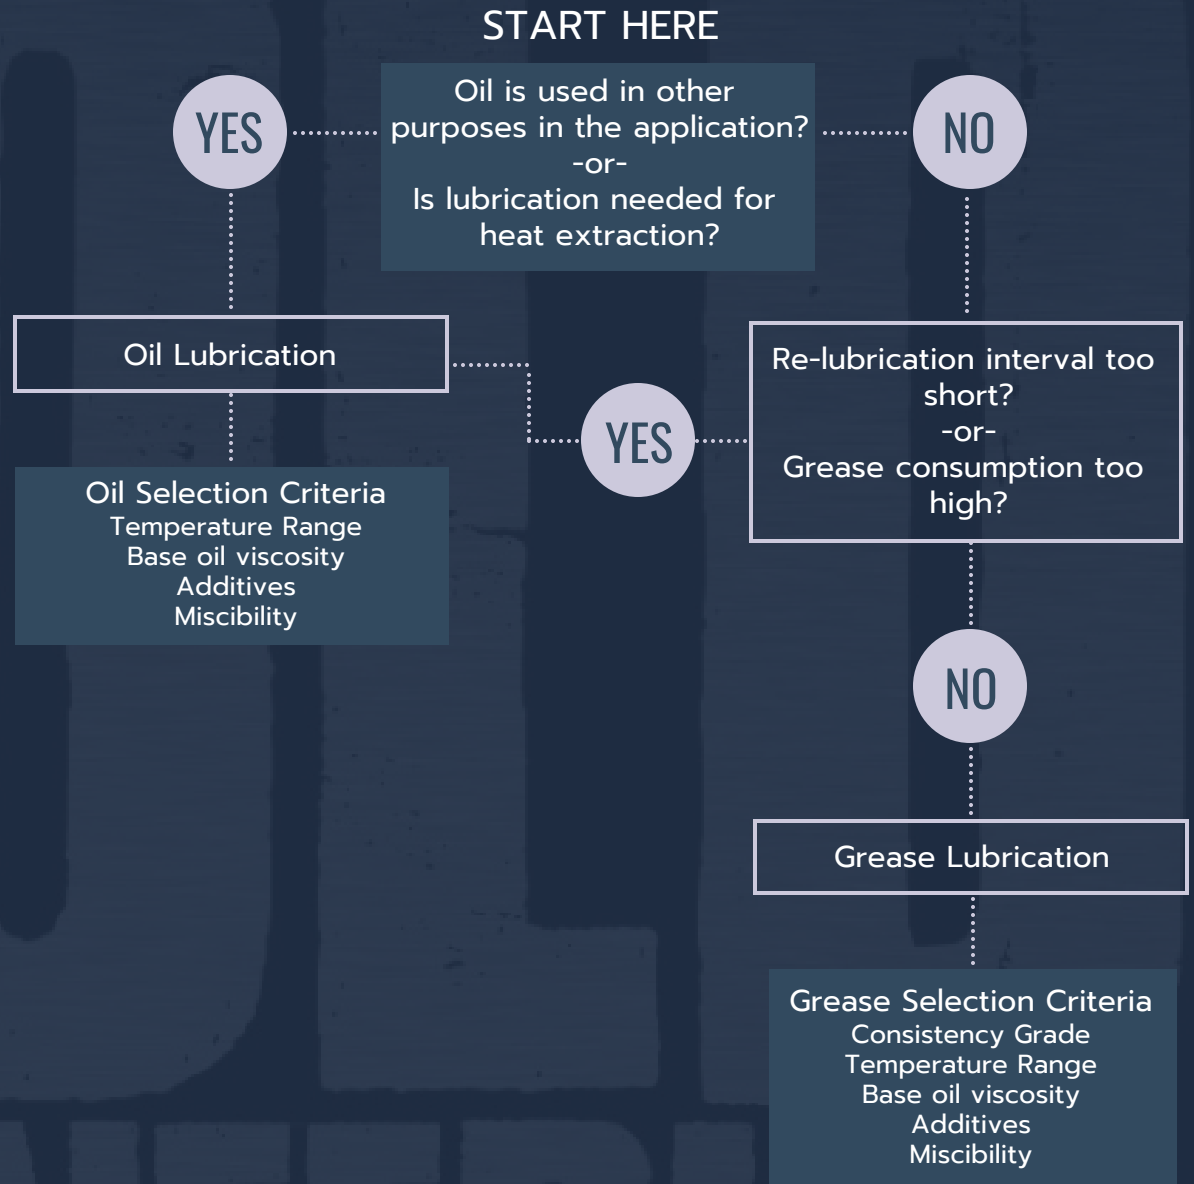 START HERE
Oil is used in other
purposes in the application?
-or-
Is lubrication needed for
heat extraction?
YES
NO
Oil Lubrication
Re-lubrication interval too
short?
-or-
Grease consumption too
high?
YES
Oil Selection Criteria
Temperature Range
Base oil viscosity
Additives
Miscibility
NO
Grease Lubrication
Grease Selection Criteria
Consistency Grade
Temperature Range
Base oil viscosity
Additives
Miscibility